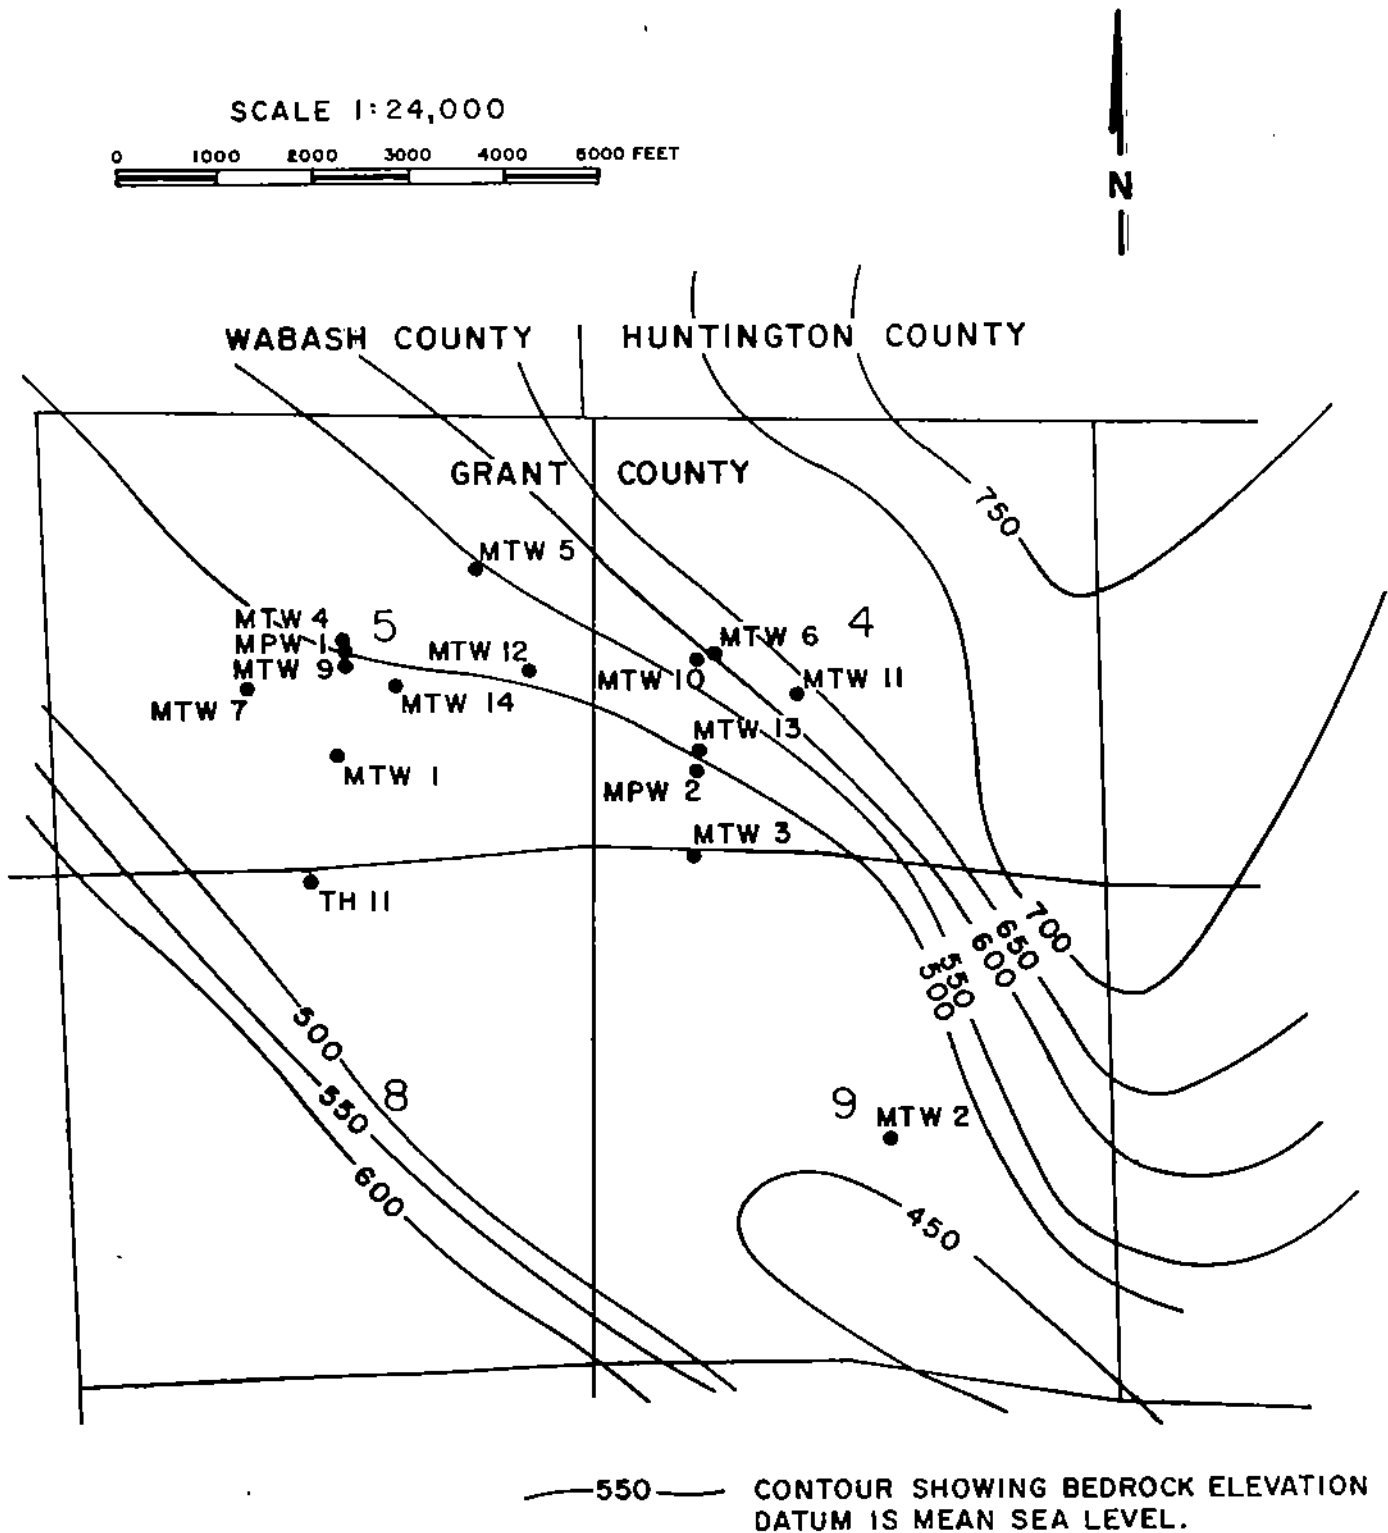 SCALE 1:24,000
0 1000 2000 3000 4000 5000 FEET
N
WABASH COUNTY HUNTINGTON COUNTY
GRANT COUNTY
750
MTW 5
MTW 4
5
MTW 6
4
MPW 1
MTW 12
MTW 9
MTW 10
MTW 11
MTW 7
MTW 14
MTW 13
MTW 1
MPW 2
MTW 3
TH 11
700
650
600
550
500
500
550
8
9
MTW 2
600
450
550 CONTOUR SHOWING BEDROCK ELEVATION
DATUM IS MEAN SEA LEVEL.